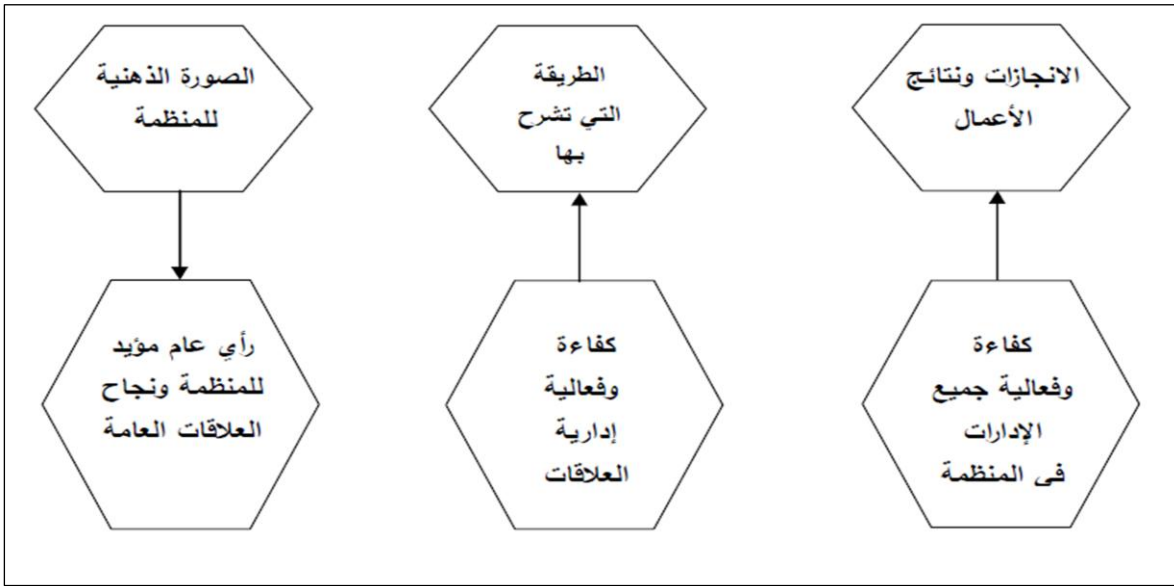 الانجازات ونتائج
الأعمال
الطريقة
التي تشرح
بها
الصورة الذهنية
للمنظمة
كفاءة
وفعالية جميع
الإدارات
في المنظمة
كفاءة
وفعالية
إدارية
العلاقات
رأي عام مؤيد
للمنظمة ونجاح
العلاقات العامة